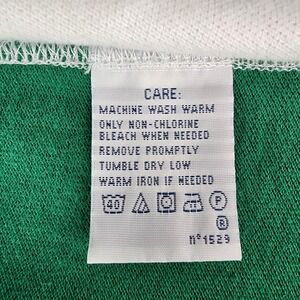 CARE:
MACHINE WASH WARM
ONLY NON-CHLORINE
BLEACH WHEN NEEDED
REMOVE PROMPTLY
TUMBLE DRY LOW
WARM IRON IF NEEDED
40 P
R
n°1529